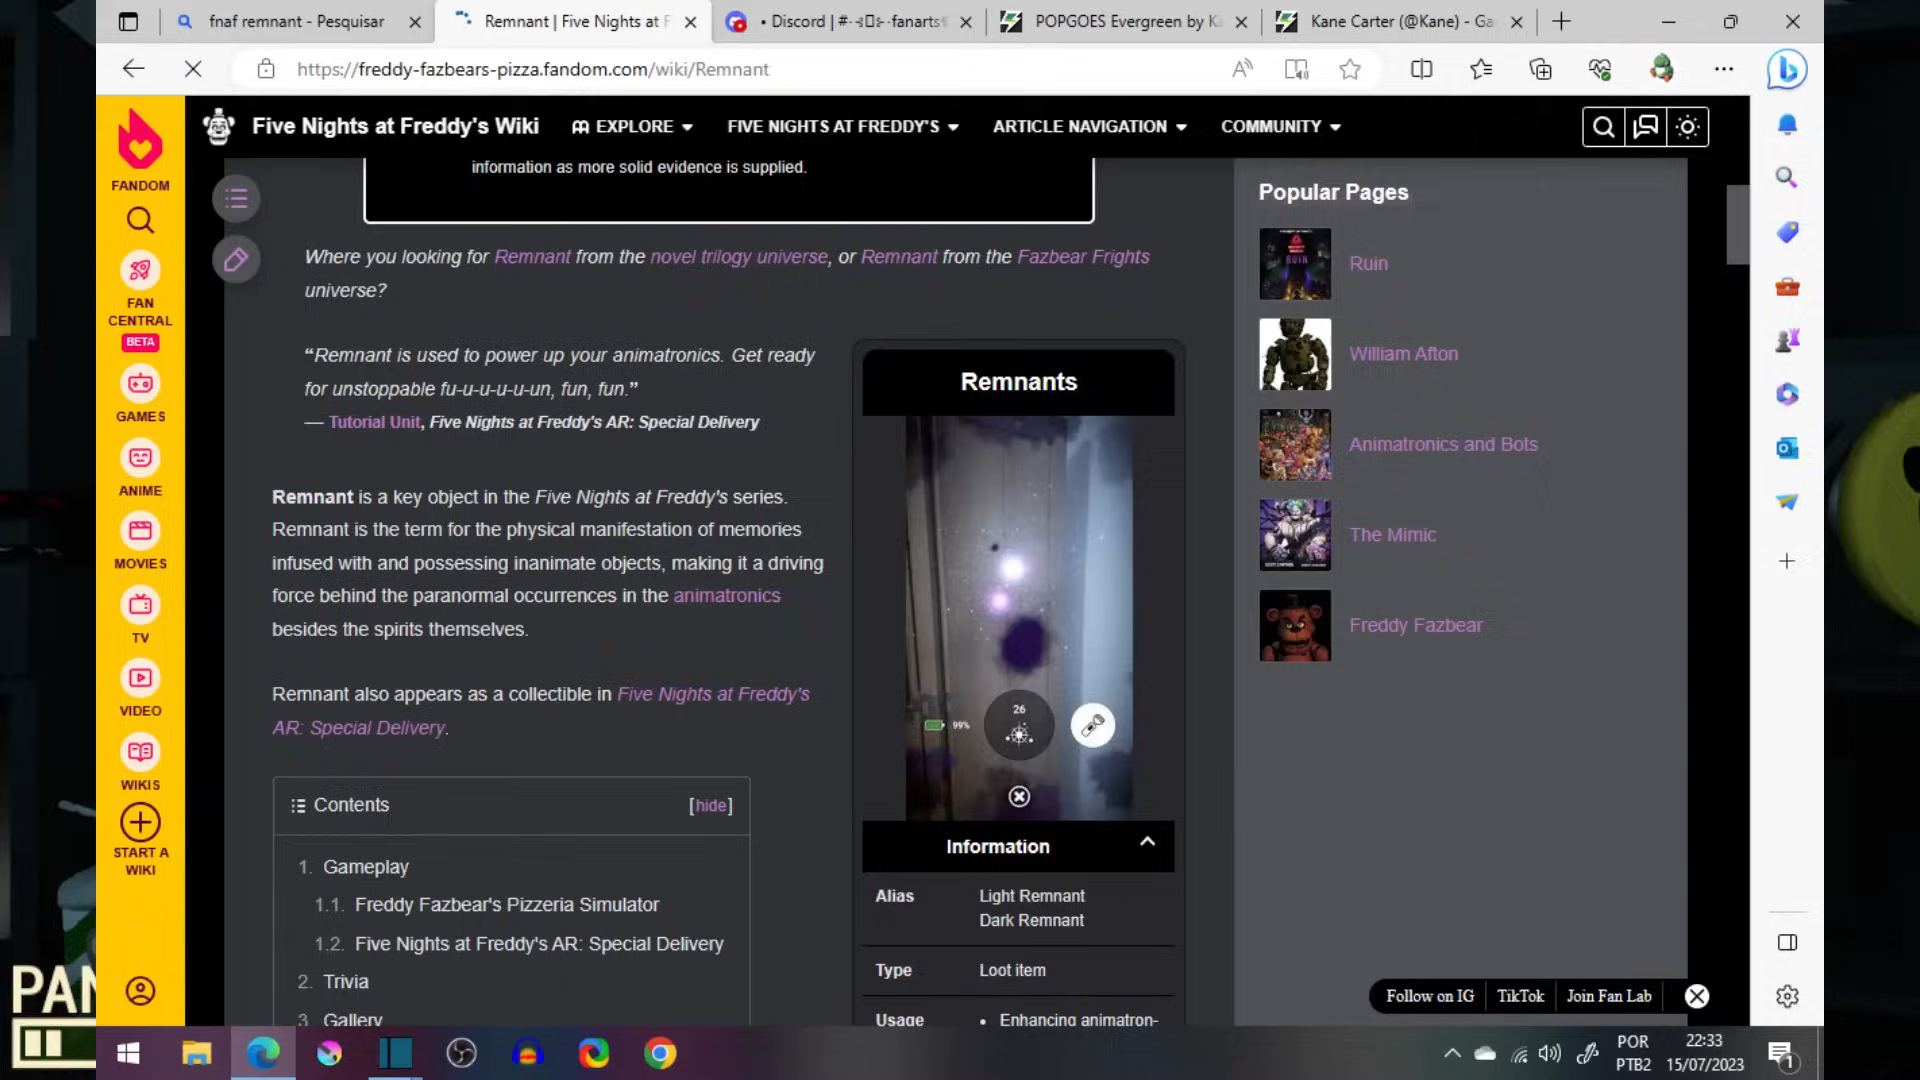 fnaf remnant - Pesquisar
Remnant | Five Nights at F
Discord | #
fanarts
POPGOES Evergreen by K
Kane Carter (@Kane) - Ga
https://freddy-fazbears-pizza.fandom.com/wiki/Remnant
Five Nights at Freddy's Wiki
EXPLORE
FIVE NIGHTS AT FREDDY'S
ARTICLE NAVIGATION
COMMUNITY
FANDOM
FAN
CENTRAL
BETA
GAMES
ANIME
MOVIES
TV
VIDEO
WIKIS
START A
WIKI
information as more solid evidence is supplied.
Where you looking for Remnant from the novel trilogy universe, or Remnant from the Fazbear Frights
universe?
“Remnant is used to power up your animatronics. Get ready
for unstoppable fu-u-u-u-u-un, fun, fun.”
— Tutorial Unit, Five Nights at Freddy's AR: Special Delivery
Remnant is a key object in the Five Nights at Freddy's series.
Remnant is the term for the physical manifestation of memories
infused with and possessing inanimate objects, making it a driving
force behind the paranormal occurrences in the animatronics
besides the spirits themselves.
Remnant also appears as a collectible in Five Nights at Freddy's
AR: Special Delivery.
Contents [hide]
1. Gameplay
1.1. Freddy Fazbear's Pizzeria Simulator
1.2. Five Nights at Freddy's AR: Special Delivery
2. Trivia
3. Gallery
Remnants
26
99%
Information
Alias Light Remnant
Dark Remnant
Type Loot item
Usage • Enhancing animatron-
Popular Pages
Ruin
William Afton
Animatronics and Bots
The Mimic
Freddy Fazbear
Follow on IG TikTok Join Fan Lab
PAN
POR
PTB2
22:33
15/07/2023
1